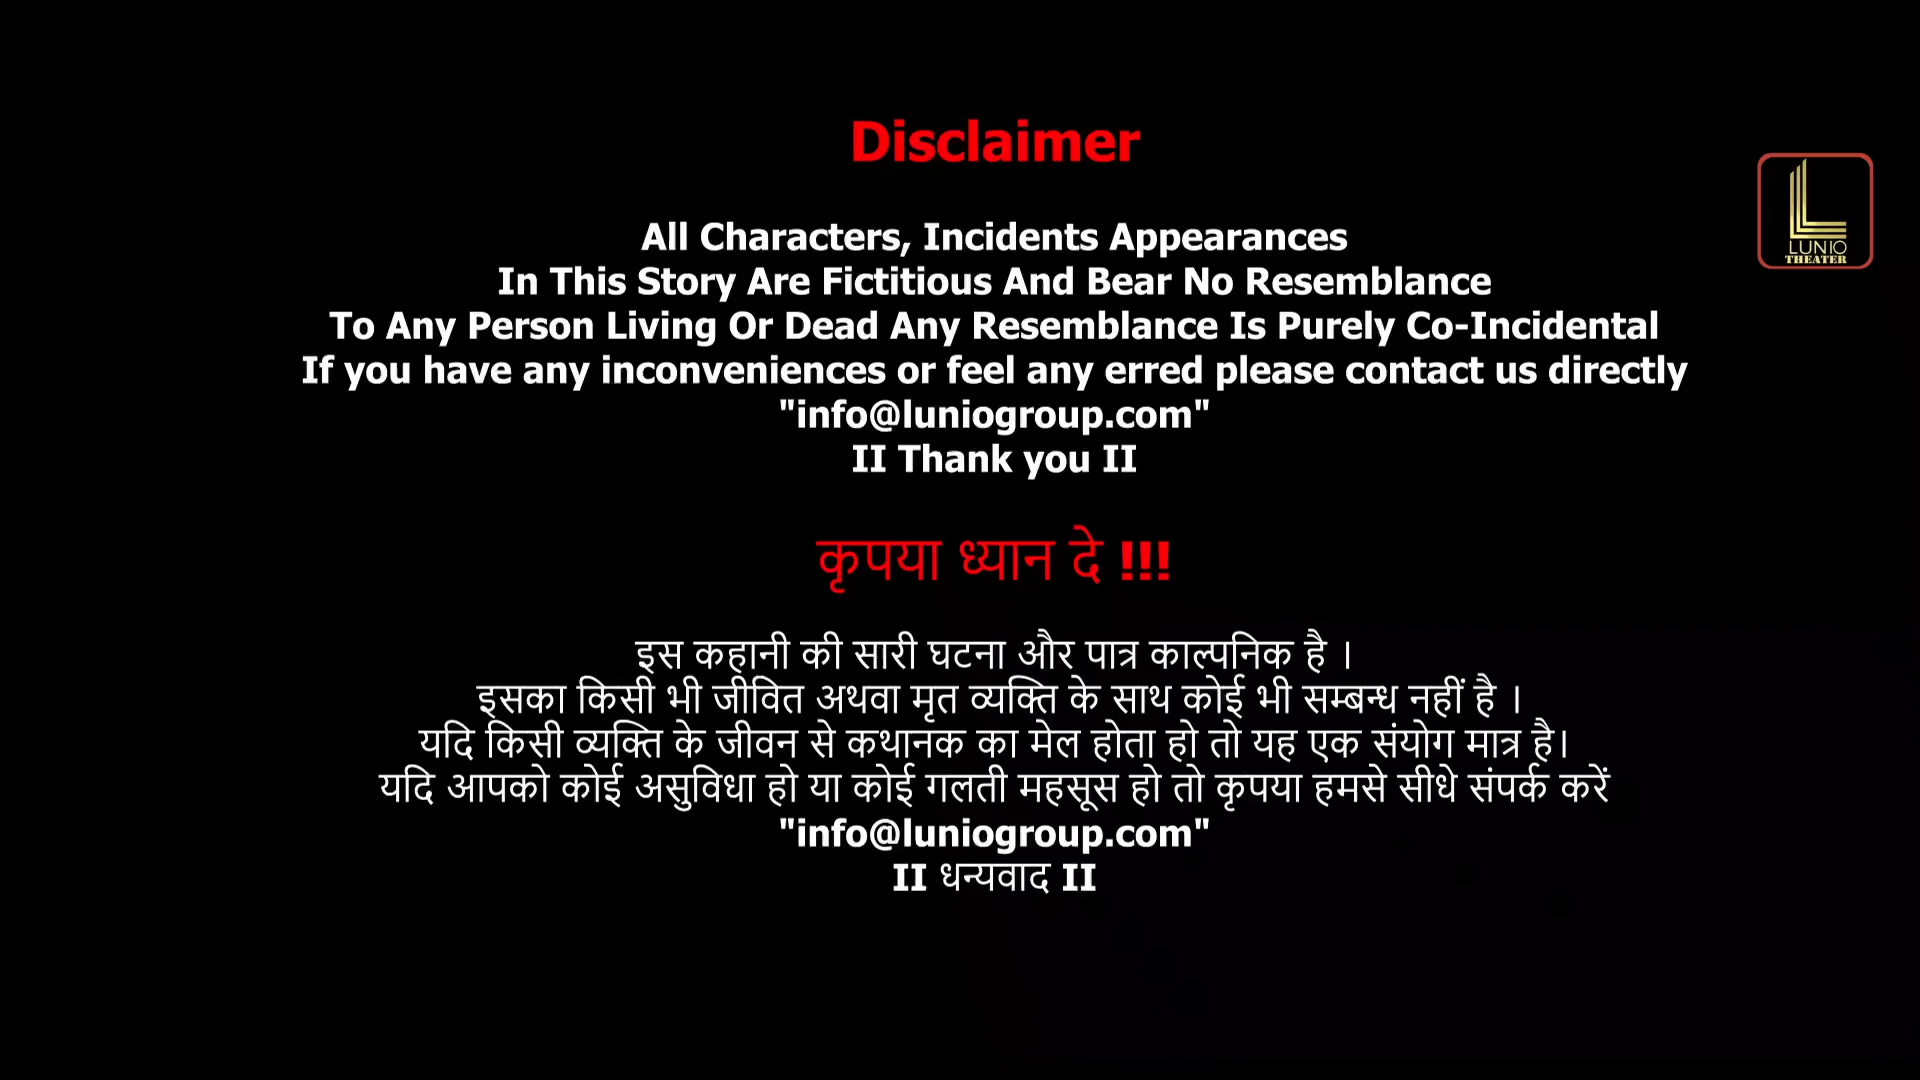 Disclaimer
All Characters, Incidents Appearances
In This Story Are Fictitious And Bear No Resemblance
To Any Person Living Or Dead Any Resemblance Is Purely Co-Incidental
If you have any inconveniences or feel any erred please contact us directly
"info@luniogroup.com"
II Thank you II
कृपया ध्यान दे !!!
इस कहानी की सारी घटना और पात्र काल्पनिक है ।
इसका किसी भी जीवित अथवा मृत व्यक्ति के साथ कोई भी सम्बन्ध नहीं है ।
यदि किसी व्यक्ति के जीवन से कथानक का मेल होता हो तो यह एक संयोग मात्र है।
यदि आपको कोई असुविधा हो या कोई गलती महसूस हो तो कृपया हमसे सीधे संपर्क करें
"info@luniogroup.com"
II धन्यवाद II
LUNIO
THEATER